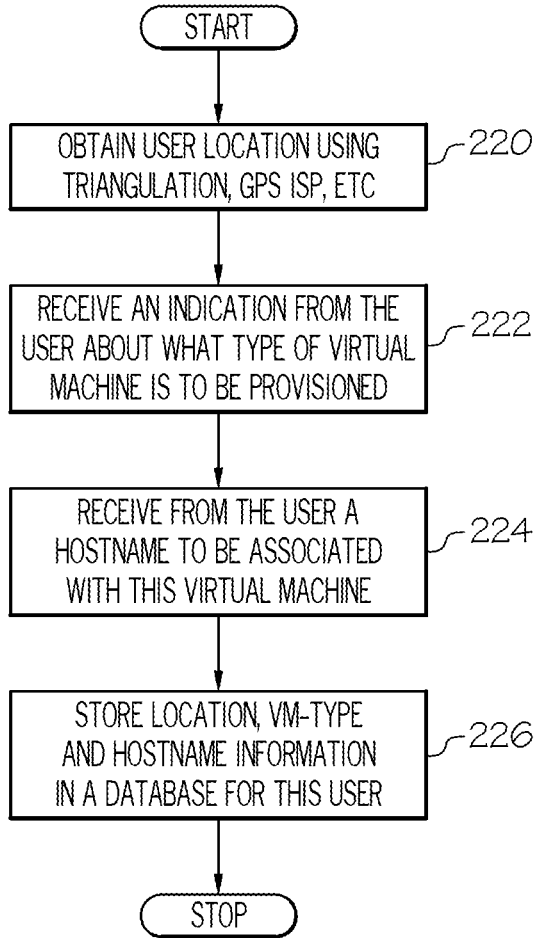 START
OBTAIN USER LOCATION USING
TRIANGULATION, GPS ISP, ETC
220
RECEIVE AN INDICATION FROM THE
USER ABOUT WHAT TYPE OF VIRTUAL
MACHINE IS TO BE PROVISIONED
222
RECEIVE FROM THE USER A
HOSTNAME TO BE ASSOCIATED
WITH THIS VIRTUAL MACHINE
224
STORE LOCATION, VM-TYPE
AND HOSTNAME INFORMATION
IN A DATABASE FOR THIS USER
226
STOP